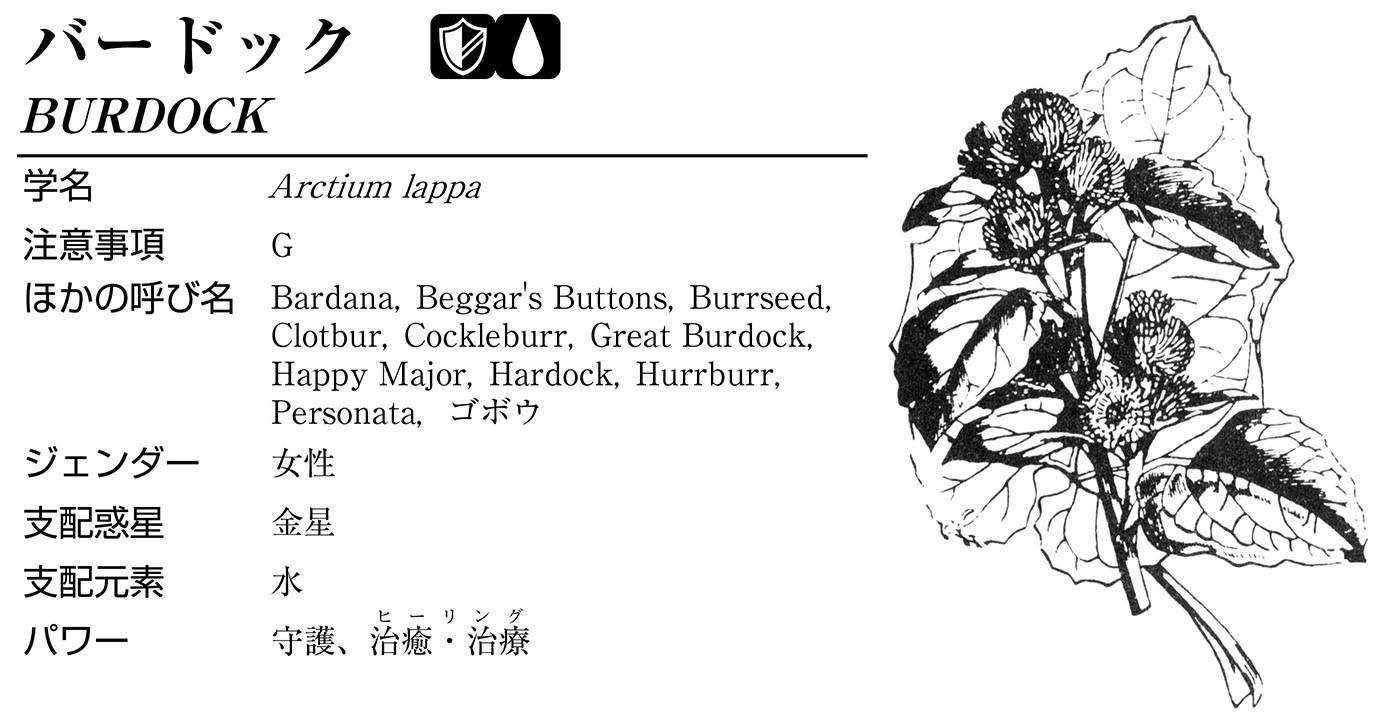 バードック
BURDOCK
学名 Arctium lappa
注意事項 G
ほかの呼び名 Bardana, Beggar's Buttons, Burrseed,
Clotbur, Cockleburr, Great Burdock,
Happy Major, Hardock, Hurrburr,
Personata, ゴボウ
ジェンダー 女性
支配惑星 金星
支配元素 水
ヒーリング
パワー 守護、治癒・治療